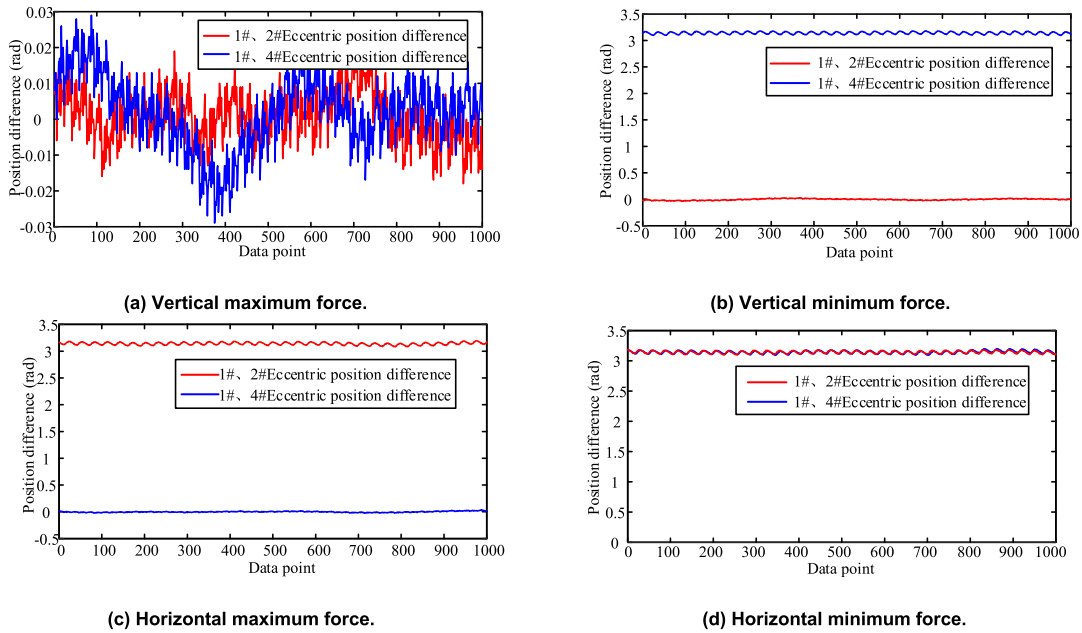 0.03
0.02
0.01
0
-0.01
-0.02
-0.03
Position difference (rad)
1#、2#Eccentric position difference
1#、4#Eccentric position difference
0 100 200 300 400 500 600 700 800 900 1000
Data point
(a) Vertical maximum force.
3.5
3
2.5
2
1.5
1
0.5
0
-0.5
Position difference (rad)
1#、2#Eccentric position difference
1#、4#Eccentric position difference
0 100 200 300 400 500 600 700 800 900 1000
Data point
(b) Vertical minimum force.
3.5
3
2.5
2
1.5
1
0.5
0
-0.5
Position difference (rad)
1#、2#Eccentric position difference
1#、4#Eccentric position difference
0 100 200 300 400 500 600 700 800 900 1000
Data point
(c) Horizontal maximum force.
3.5
3
2.5
2
1.5
1
0.5
0
Position difference (rad)
1#、2#Eccentric position difference
1#、4#Eccentric position difference
0 100 200 300 400 500 600 700 800 900 1000
Data point
(d) Horizontal minimum force.